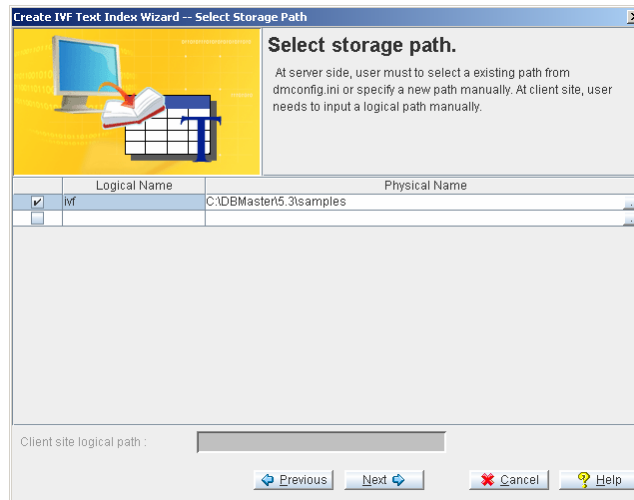 Create IVF Text Index Wizard -- Select Storage Path
Select storage path.
At server side, user must to select a existing path from
dmconfig.ini or specify a new path manually. At client site, user
needs to input a logical path manually.
Logical Name Physical Name
ivf C:\DBMaster\5.3\samples
Client site logical path :
Previous Next Cancel Help